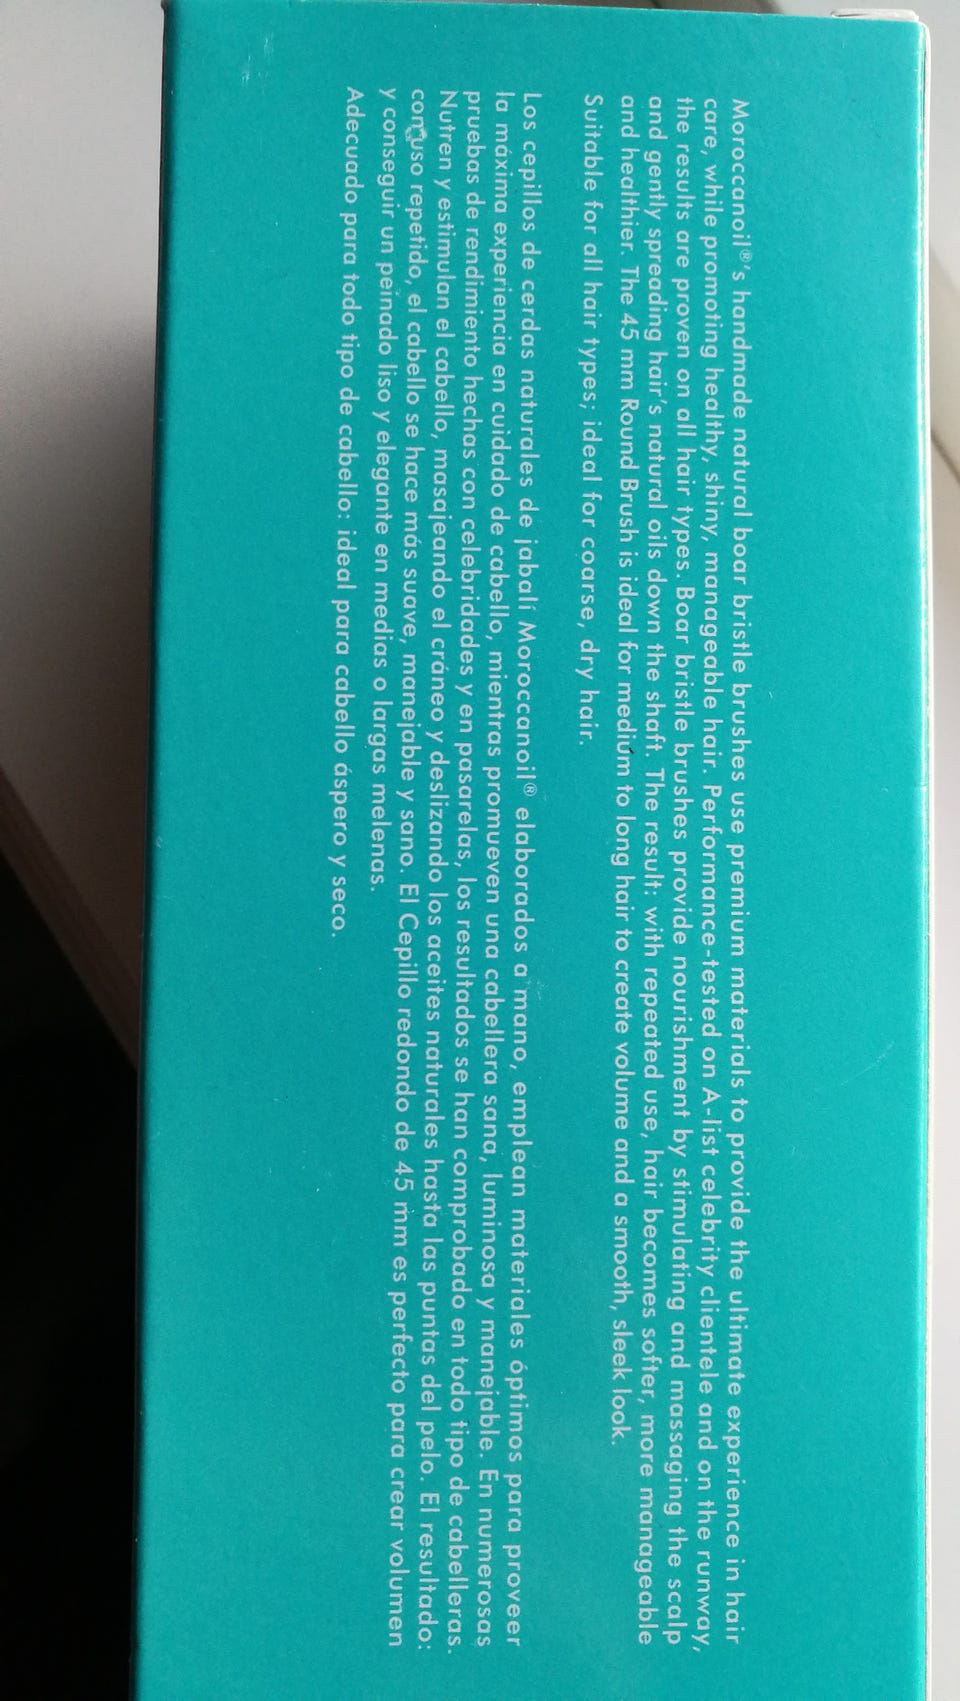 Moroccanoil®'s handmade natural boar bristle brushes use premium materials to provide the ultimate experience in hair
care, while promoting healthy, shiny, manageable hair. Performance-tested on A-list celebrity clientele and on the runway,
the results are proven on all hair types. Boar bristle brushes provide nourishment by stimulating and massaging the scalp
and gently spreading hair's natural oils down the shaft. The result: with repeated use, hair becomes softer, more manageable
and healthier. The 45 mm Round Brush is ideal for medium to long hair to create volume and a smooth, sleek look.
Suitable for all hair types; ideal for coarse, dry hair.
Los cepillos de cerdas naturales de jabalí Moroccanoil® elaborados a mano, emplean materiales óptimos para proveer
la máxima experiencia en cuidado de cabello, mientras promueven una cabellera sana, luminosa y manejable. En numerosas
pruebas de rendimiento hechas con celebridades y en pasarelas, los resultados se han comprobado en todo tipo de cabelleras.
Nutren y estimulan el cabello, masajeando el cráneo y deslizando los aceites naturales hasta las puntas del pelo. El resultado:
con uso repetido, el cabello se hace más suave, manejable y sano. El Cepillo redondo de 45 mm es perfecto para crear volumen
y conseguir un peinado liso y elegante en medias o largas melenas.
Adecuado para todo tipo de cabello: ideal para cabello áspero y seco.